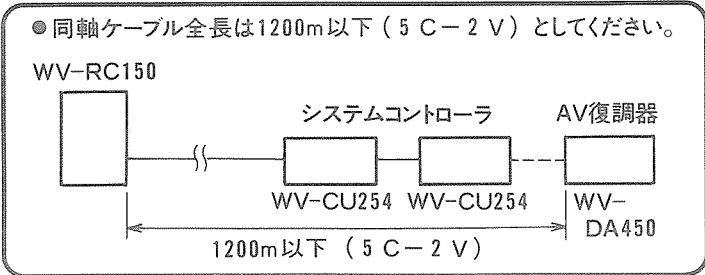 ●同軸ケーブル全長は1200m以下(5C-2V)としてください。
WV-RC150
システムコントローラ
AV復調器
WV-CU254 WV-CU254
WV-
DA450
1200m以下 (5C-2V)